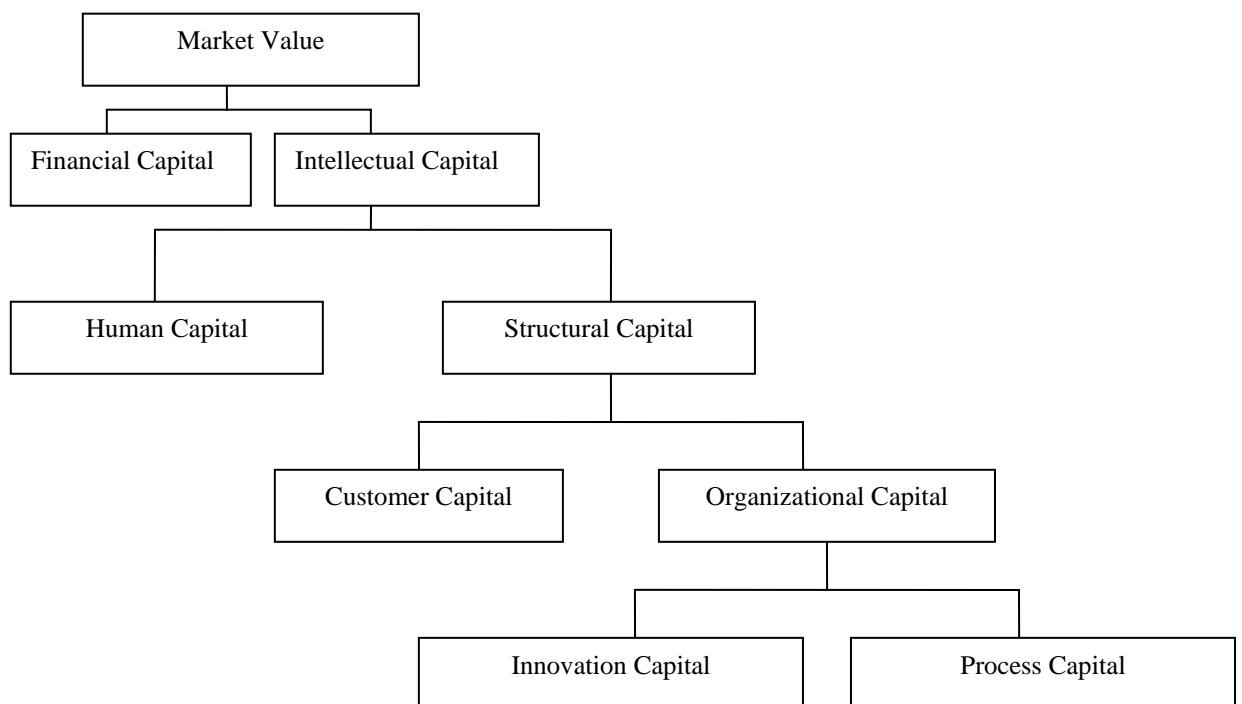 Market Value
Financial Capital
Intellectual Capital
Human Capital
Structural Capital
Customer Capital
Organizational Capital
Innovation Capital
Process Capital